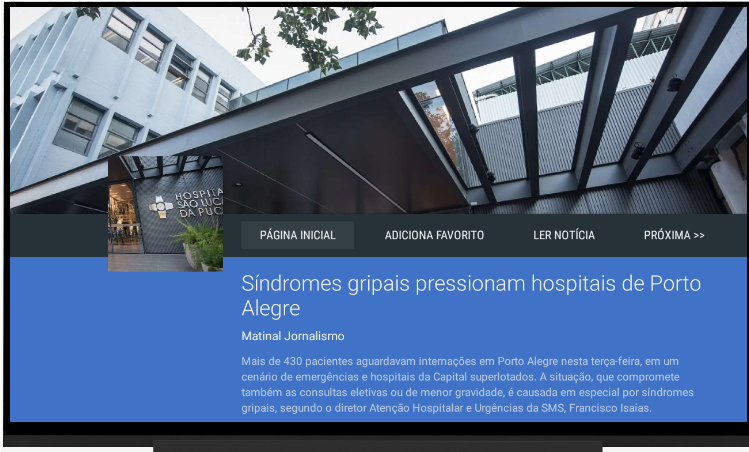 HOSPITA
SÃO LUCA
DA PUC
PÁGINA INICIAL
ADICIONA FAVORITO
LER NOTÍCIA
PRÓXIMA >>
Síndromes gripais pressionam hospitais de Porto
Alegre
Matinal Jornalismo
Mais de 430 pacientes aguardavam internações em Porto Alegre nesta terça-feira, em um
cenário de emergências e hospitais da Capital superlotados. A situação, que compromete
também as consultas eletivas ou de menor gravidade, é causada em especial por síndromes
gripais, segundo o diretor Atenção Hospitalar e Urgências da SMS, Francisco Isaías.